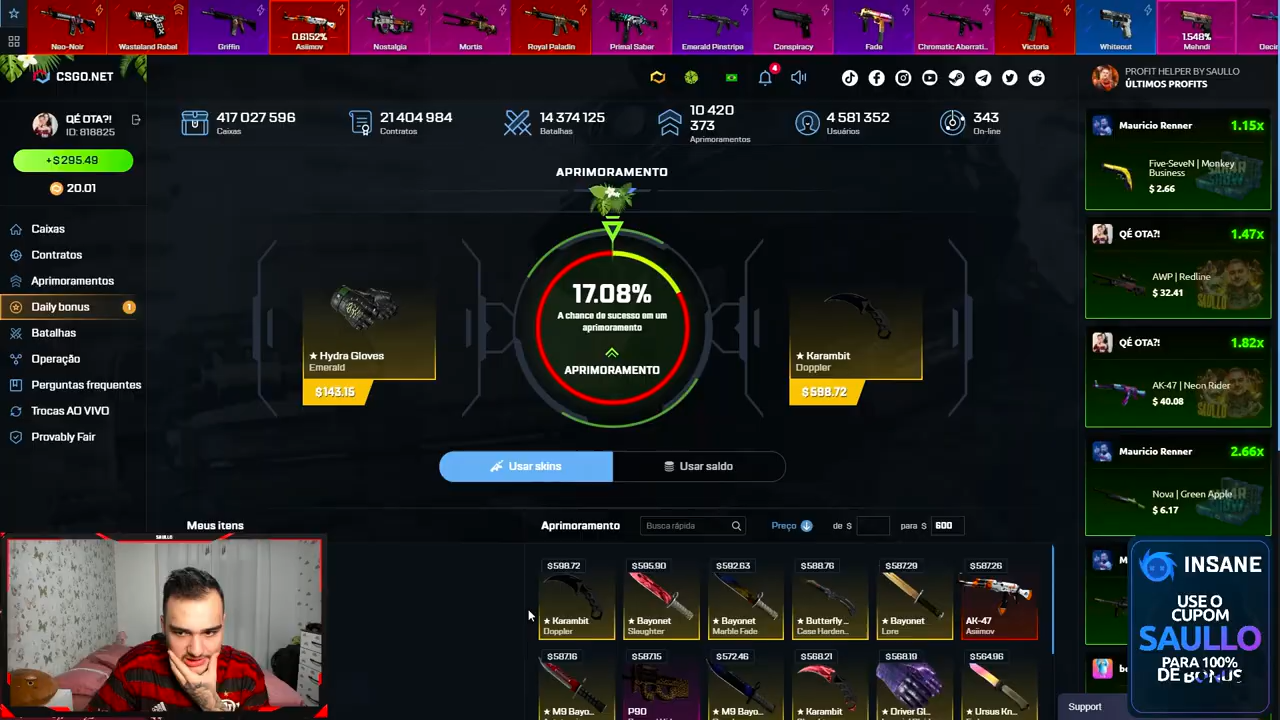 Neo-Noir
Wasteland Rebel
Griffin
0.6152%
Asiimov
Nostalgia
Mortis
Royal Paladin
Primal Saber
Emerald Pinstripe
Conspiracy
Fade
Chromatic Aberrati...
Victoria
Whiteout
1.548%
Mehndi
CSGO.NET
4
PROFIT HELPER BY SAULLO
ÚLTIMOS PROFITS
QÉ OTA?!
ID: 818825
+$295.49
20.01
417 027 596
Caixas
21 404 984
Contratos
14 374 125
Batalhas
10 420
373
Aprimoramentos
4 581 352
Usuários
343
On-line
Caixas
Contratos
Aprimoramentos
Daily bonus
1
Batalhas
Operação
Perguntas frequentes
Trocas AO VIVO
Provably Fair
APRIMORAMENTO
★ Hydra Gloves
Emerald
$143.15
17.08%
A chance de sucesso em um
aprimoramento
APRIMORAMENTO
★ Karambit
Doppler
$598.72
Usar skins
Usar saldo
Meus itens
Aprimoramento
Busca rápida
Preço
de $
para $ 600
$598.72
★ Karambit
Doppler
$595.90
★ Bayonet
Slaughter
$592.63
★ Bayonet
Marble Fade
$588.76
★ Butterfly ...
Case Harden...
$587.29
★ Bayonet
Lore
$587.26
AK-47
Asiimov
$587.16
★ M9 Bayo...
$587.15
P90
$572.46
★ M9 Bayo...
$568.21
★ Karambit
$568.19
★ Driver Gl...
$564.96
★ Ursus Kn...
Mauricio Renner
1.15x
Five-SeveN | Monkey
Business
$ 2.66
QÉ OTA?!
1.47x
AWP | Redline
$ 32.41
QÉ OTA?!
1.82x
AK-47 | Neon Rider
$ 40.08
Mauricio Renner
2.66x
Nova | Green Apple
$ 6.17
SAULLO
INSANE
USE O
CUPOM
SAULLO
PARA 100%
DE BONUS
Support